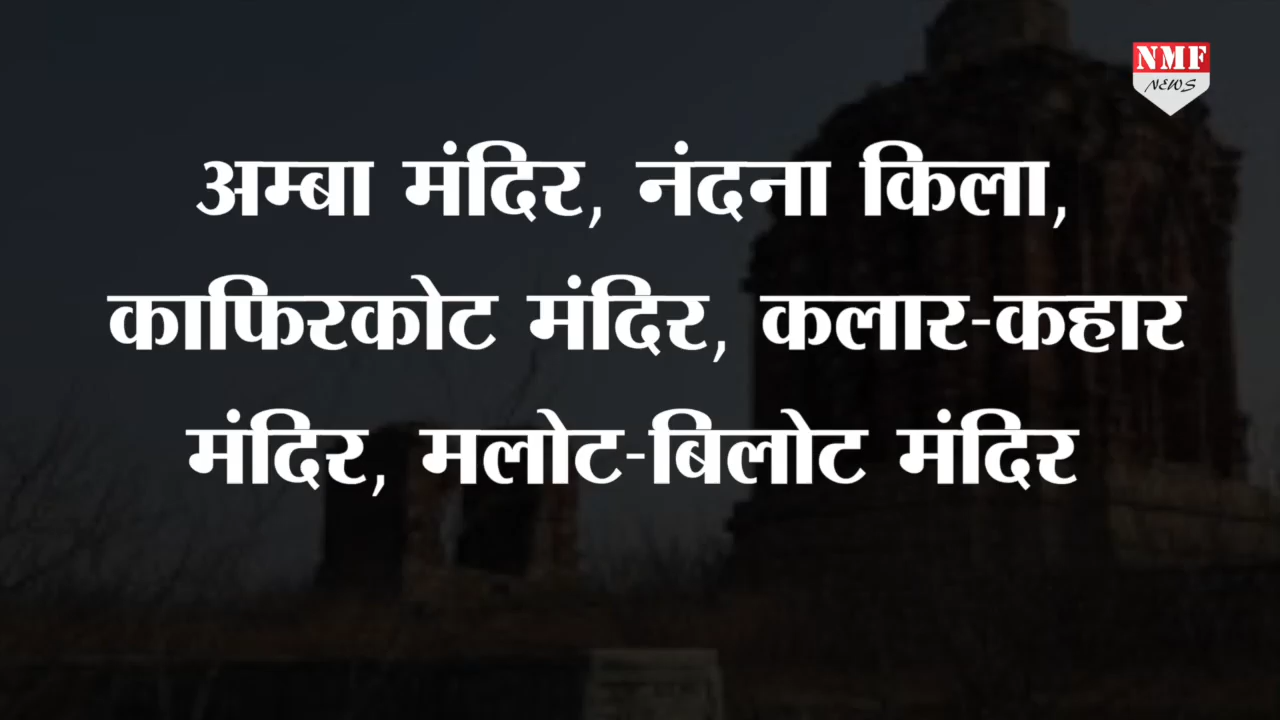 NMF
NEWS
अम्बा मंदिर, नंदना किला,
काफिरकोट मंदिर, कलार-कहार
मंदिर, मलोट-बिलोट मंदिर